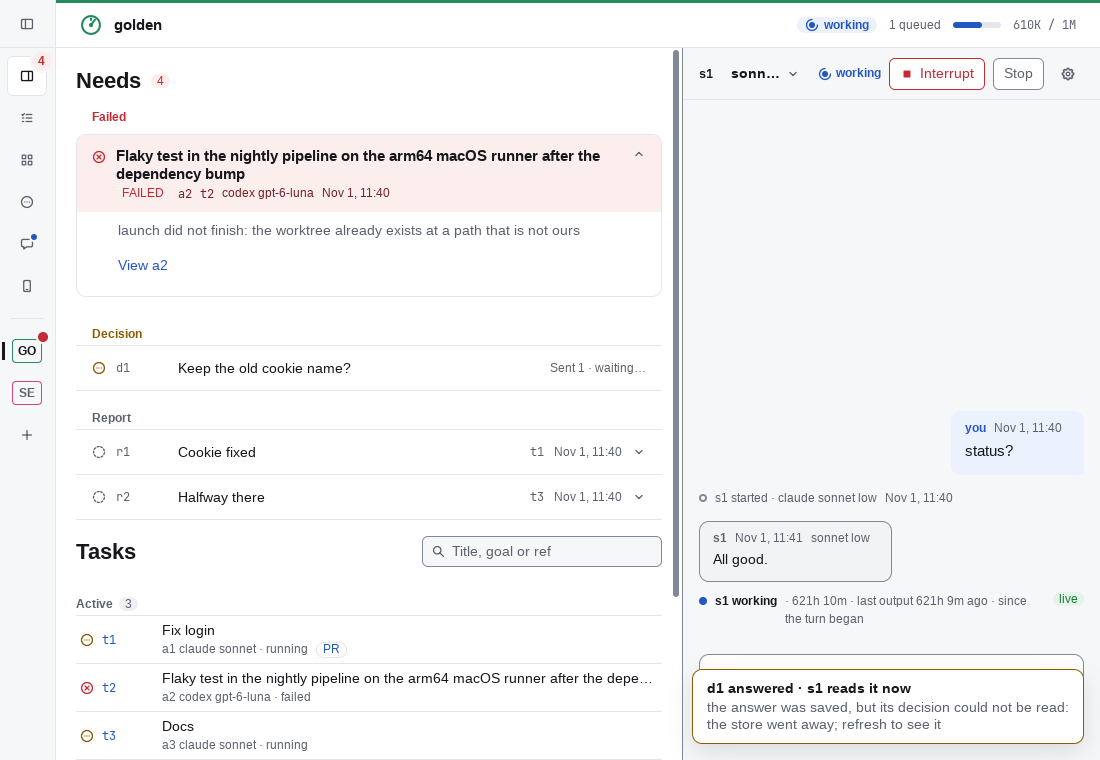 golden
working
1 queued
610K / 1M
4
GO
SE
Needs 4
Failed
Flaky test in the nightly pipeline on the arm64 macOS runner after the
dependency bump
FAILED a2 t2 codex gpt-6-luna Nov 1, 11:40
launch did not finish: the worktree already exists at a path that is not ours
View a2
Decision
d1 Keep the old cookie name? Sent 1 · waiting…
Report
r1 Cookie fixed t1 Nov 1, 11:40
r2 Halfway there t3 Nov 1, 11:40
Tasks
Title, goal or ref
Active 3
t1 Fix login
a1 claude sonnet · running PR
t2 Flaky test in the nightly pipeline on the arm64 macOS runner after the depe…
a2 codex gpt-6-luna · failed
t3 Docs
a3 claude sonnet · running
s1 sonn… working Interrupt Stop
you Nov 1, 11:40
status?
s1 started · claude sonnet low Nov 1, 11:40
s1 Nov 1, 11:41 sonnet low
All good.
s1 working · 621h 10m · last output 621h 9m ago · since live
the turn began
d1 answered · s1 reads it now
the answer was saved, but its decision could not be read:
the store went away; refresh to see it